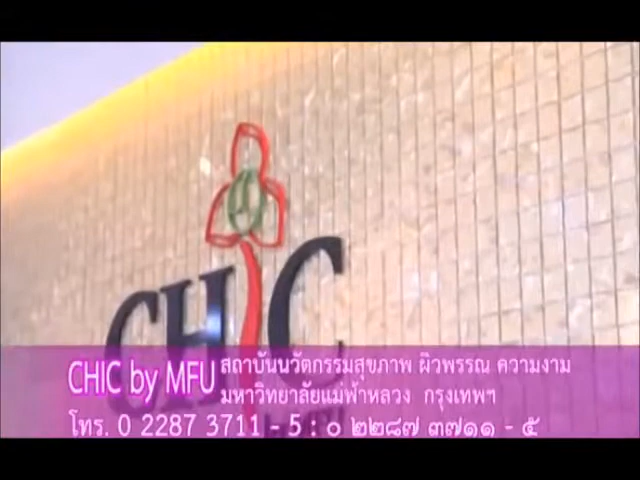 CHIC
CHIC by MFU สถาบันนวัตกรรมสุขภาพ ผิวพรรณ ความงาม
มหาวิทยาลัยแม่ฟ้าหลวง กรุงเทพฯ
โทร. 0 2287 3711 - 5 : ๐ ๒๒๘๗ ๓๗๑๑ - ๕